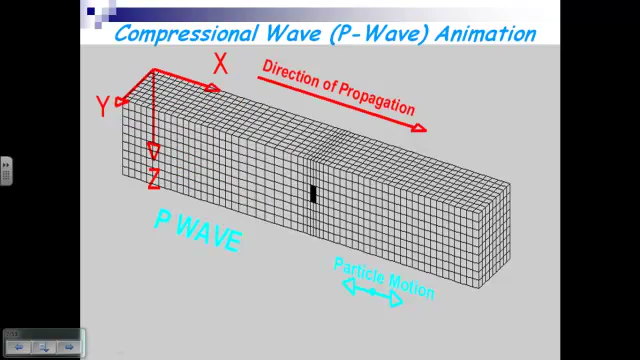 Compressional Wave (P-Wave) Animation
X
Direction of Propagation
Y
Z
P WAVE
Particle Motion